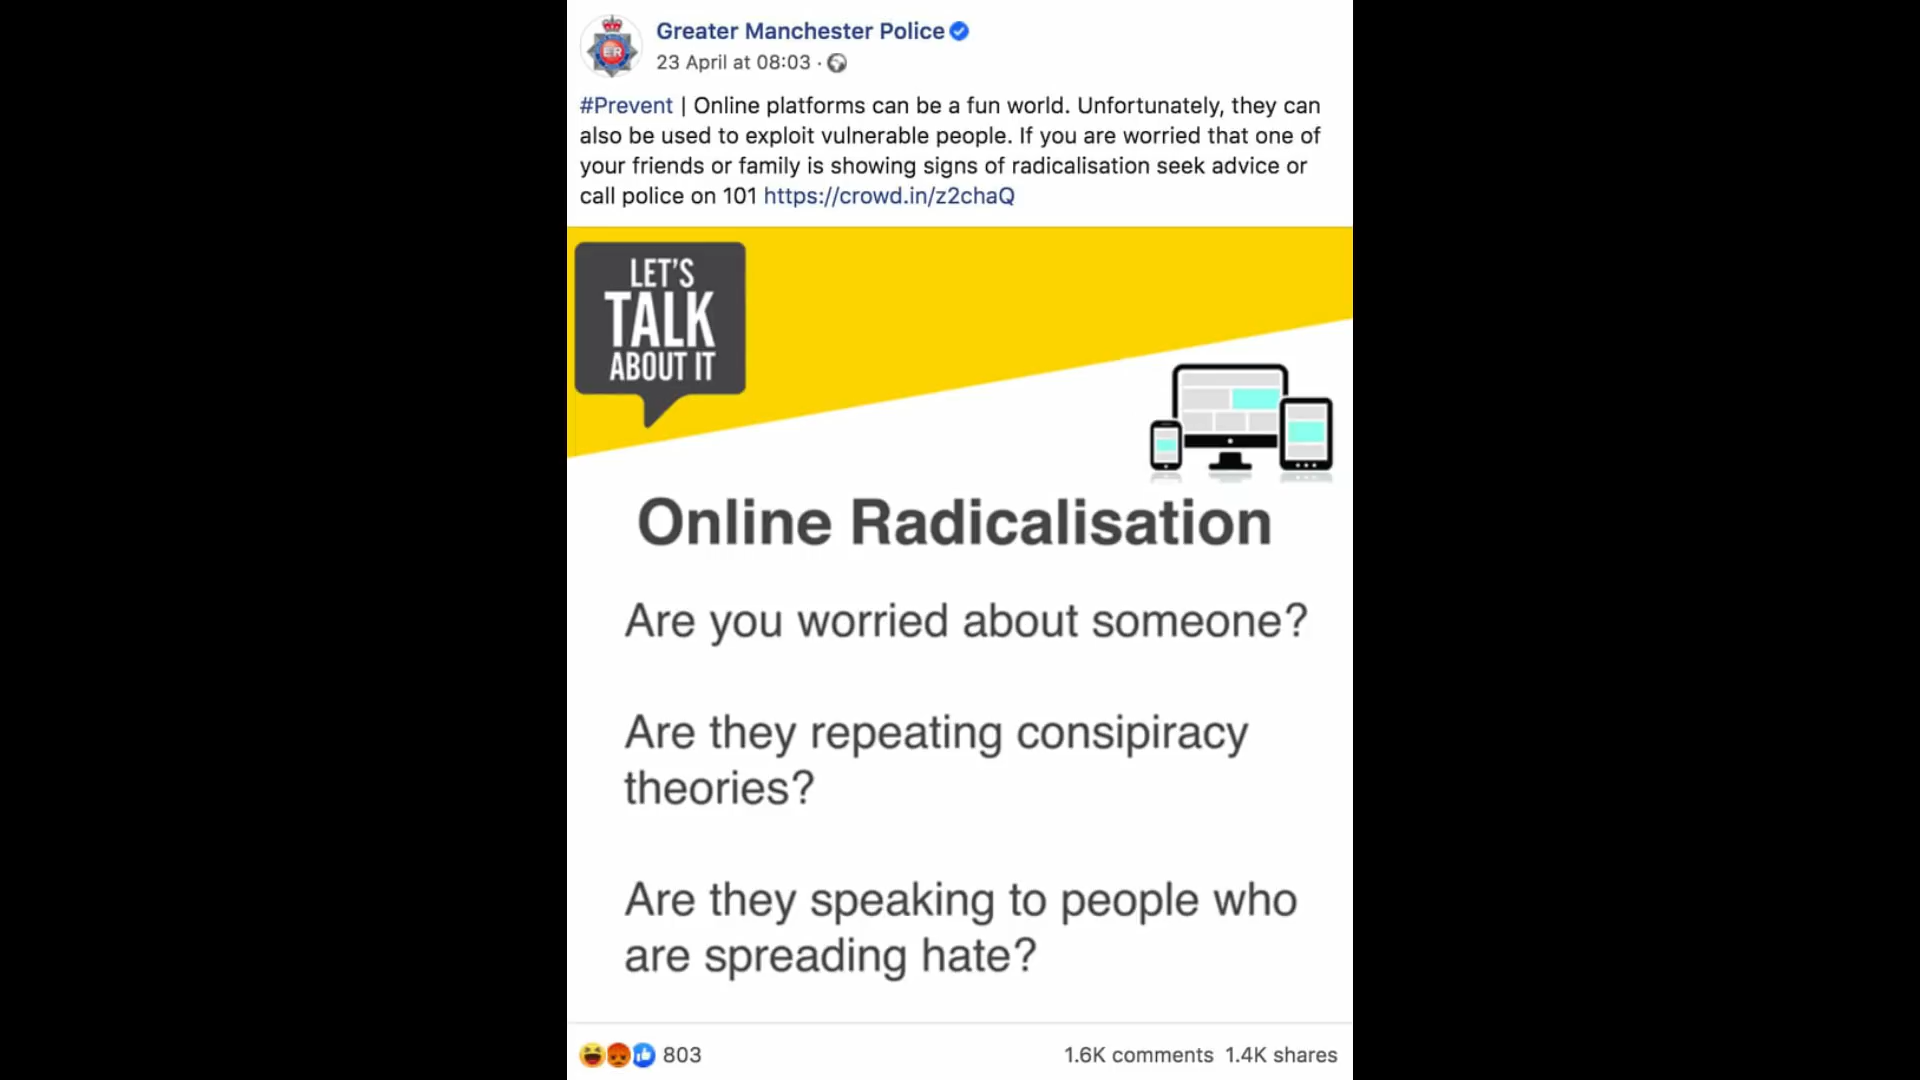 Greater Manchester Police
23 April at 08:03 ·
#Prevent | Online platforms can be a fun world. Unfortunately, they can
also be used to exploit vulnerable people. If you are worried that one of
your friends or family is showing signs of radicalisation seek advice or
call police on 101 https://crowd.in/z2chaQ
LET'S
TALK
ABOUT IT
Online Radicalisation
Are you worried about someone?
Are they repeating consipiracy
theories?
Are they speaking to people who
are spreading hate?
803 1.6K comments 1.4K shares